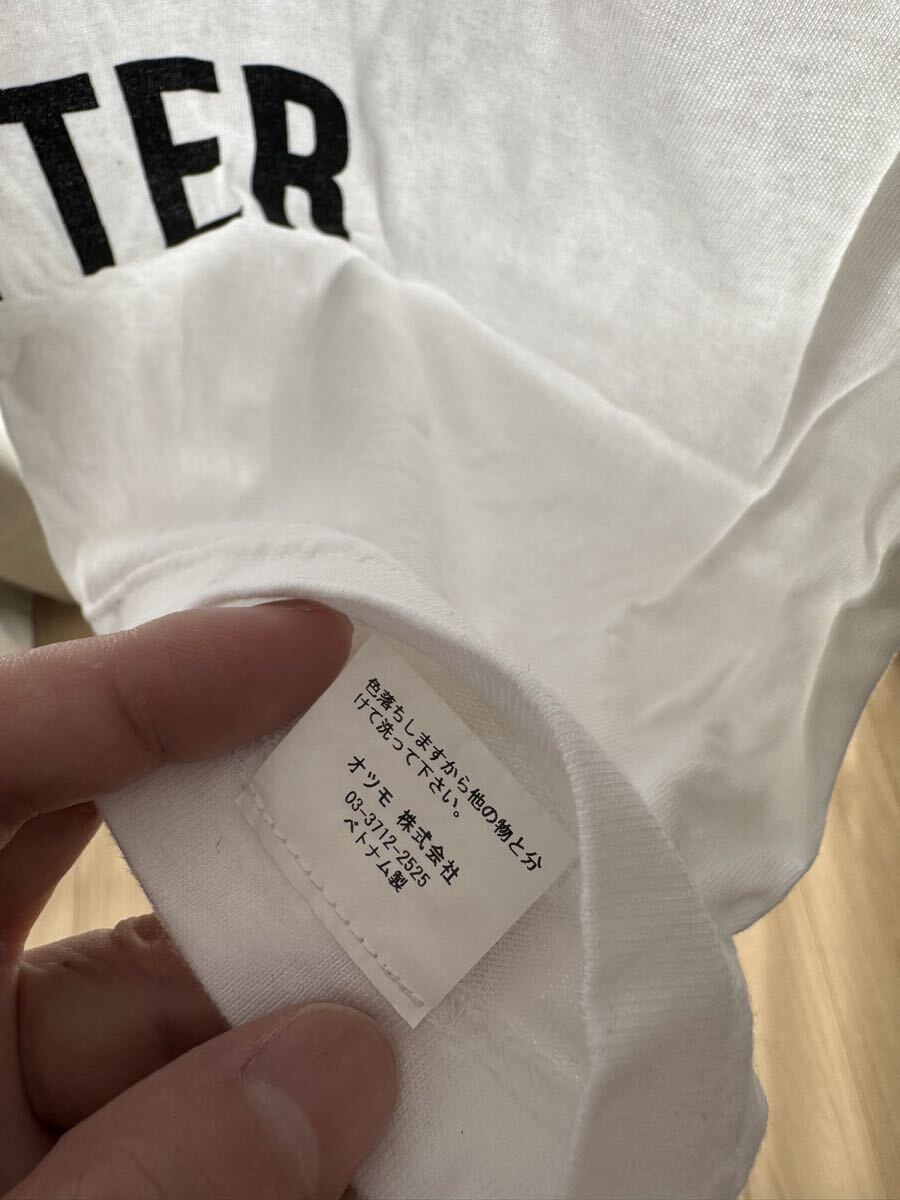 TER
色落ちしますから他の物と分
けて洗って下さい。
オツモ 株式会社
03-3712-2525
ベトナム製